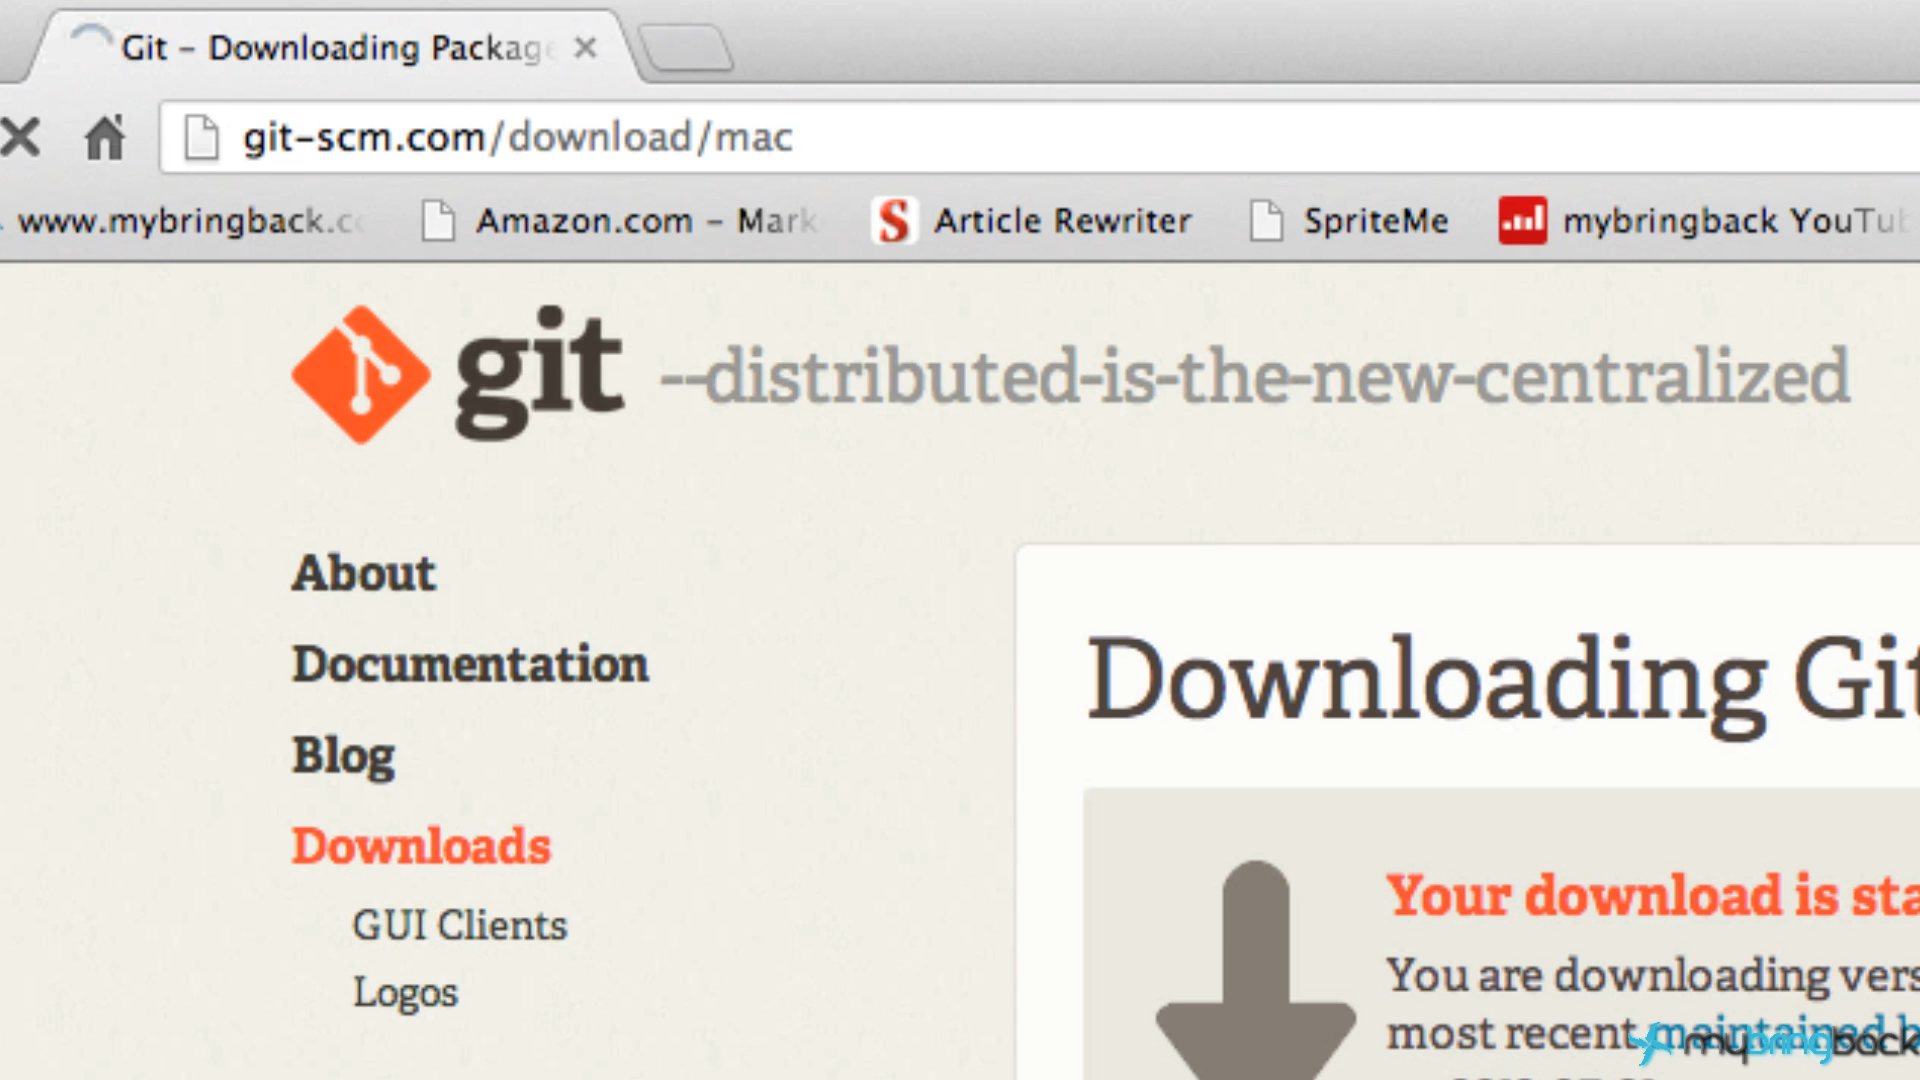 Git – Downloading Package
git-scm.com/download/mac
www.mybringback.c
Amazon.com – Mark
Article Rewriter
SpriteMe
mybringback YouTub
git --distributed-is-the-new-centralized
About
Documentation
Blog
Downloads
GUI Clients
Logos
Downloading Git
Your download is sta
You are downloading vers
most recent maintained b
mybringback